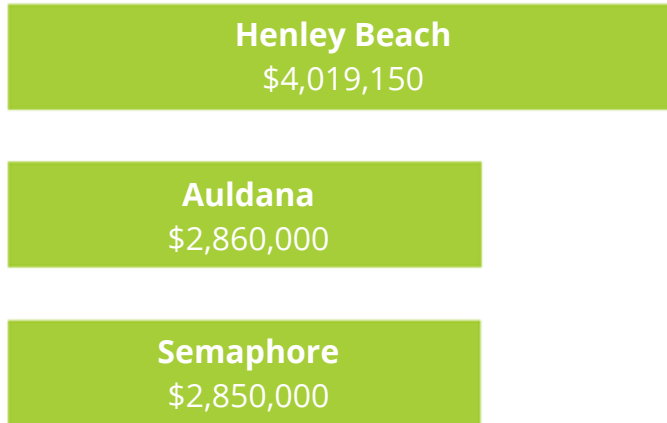 Henley Beach
$4,019,150
Auldana
$2,860,000
Semaphore
$2,850,000